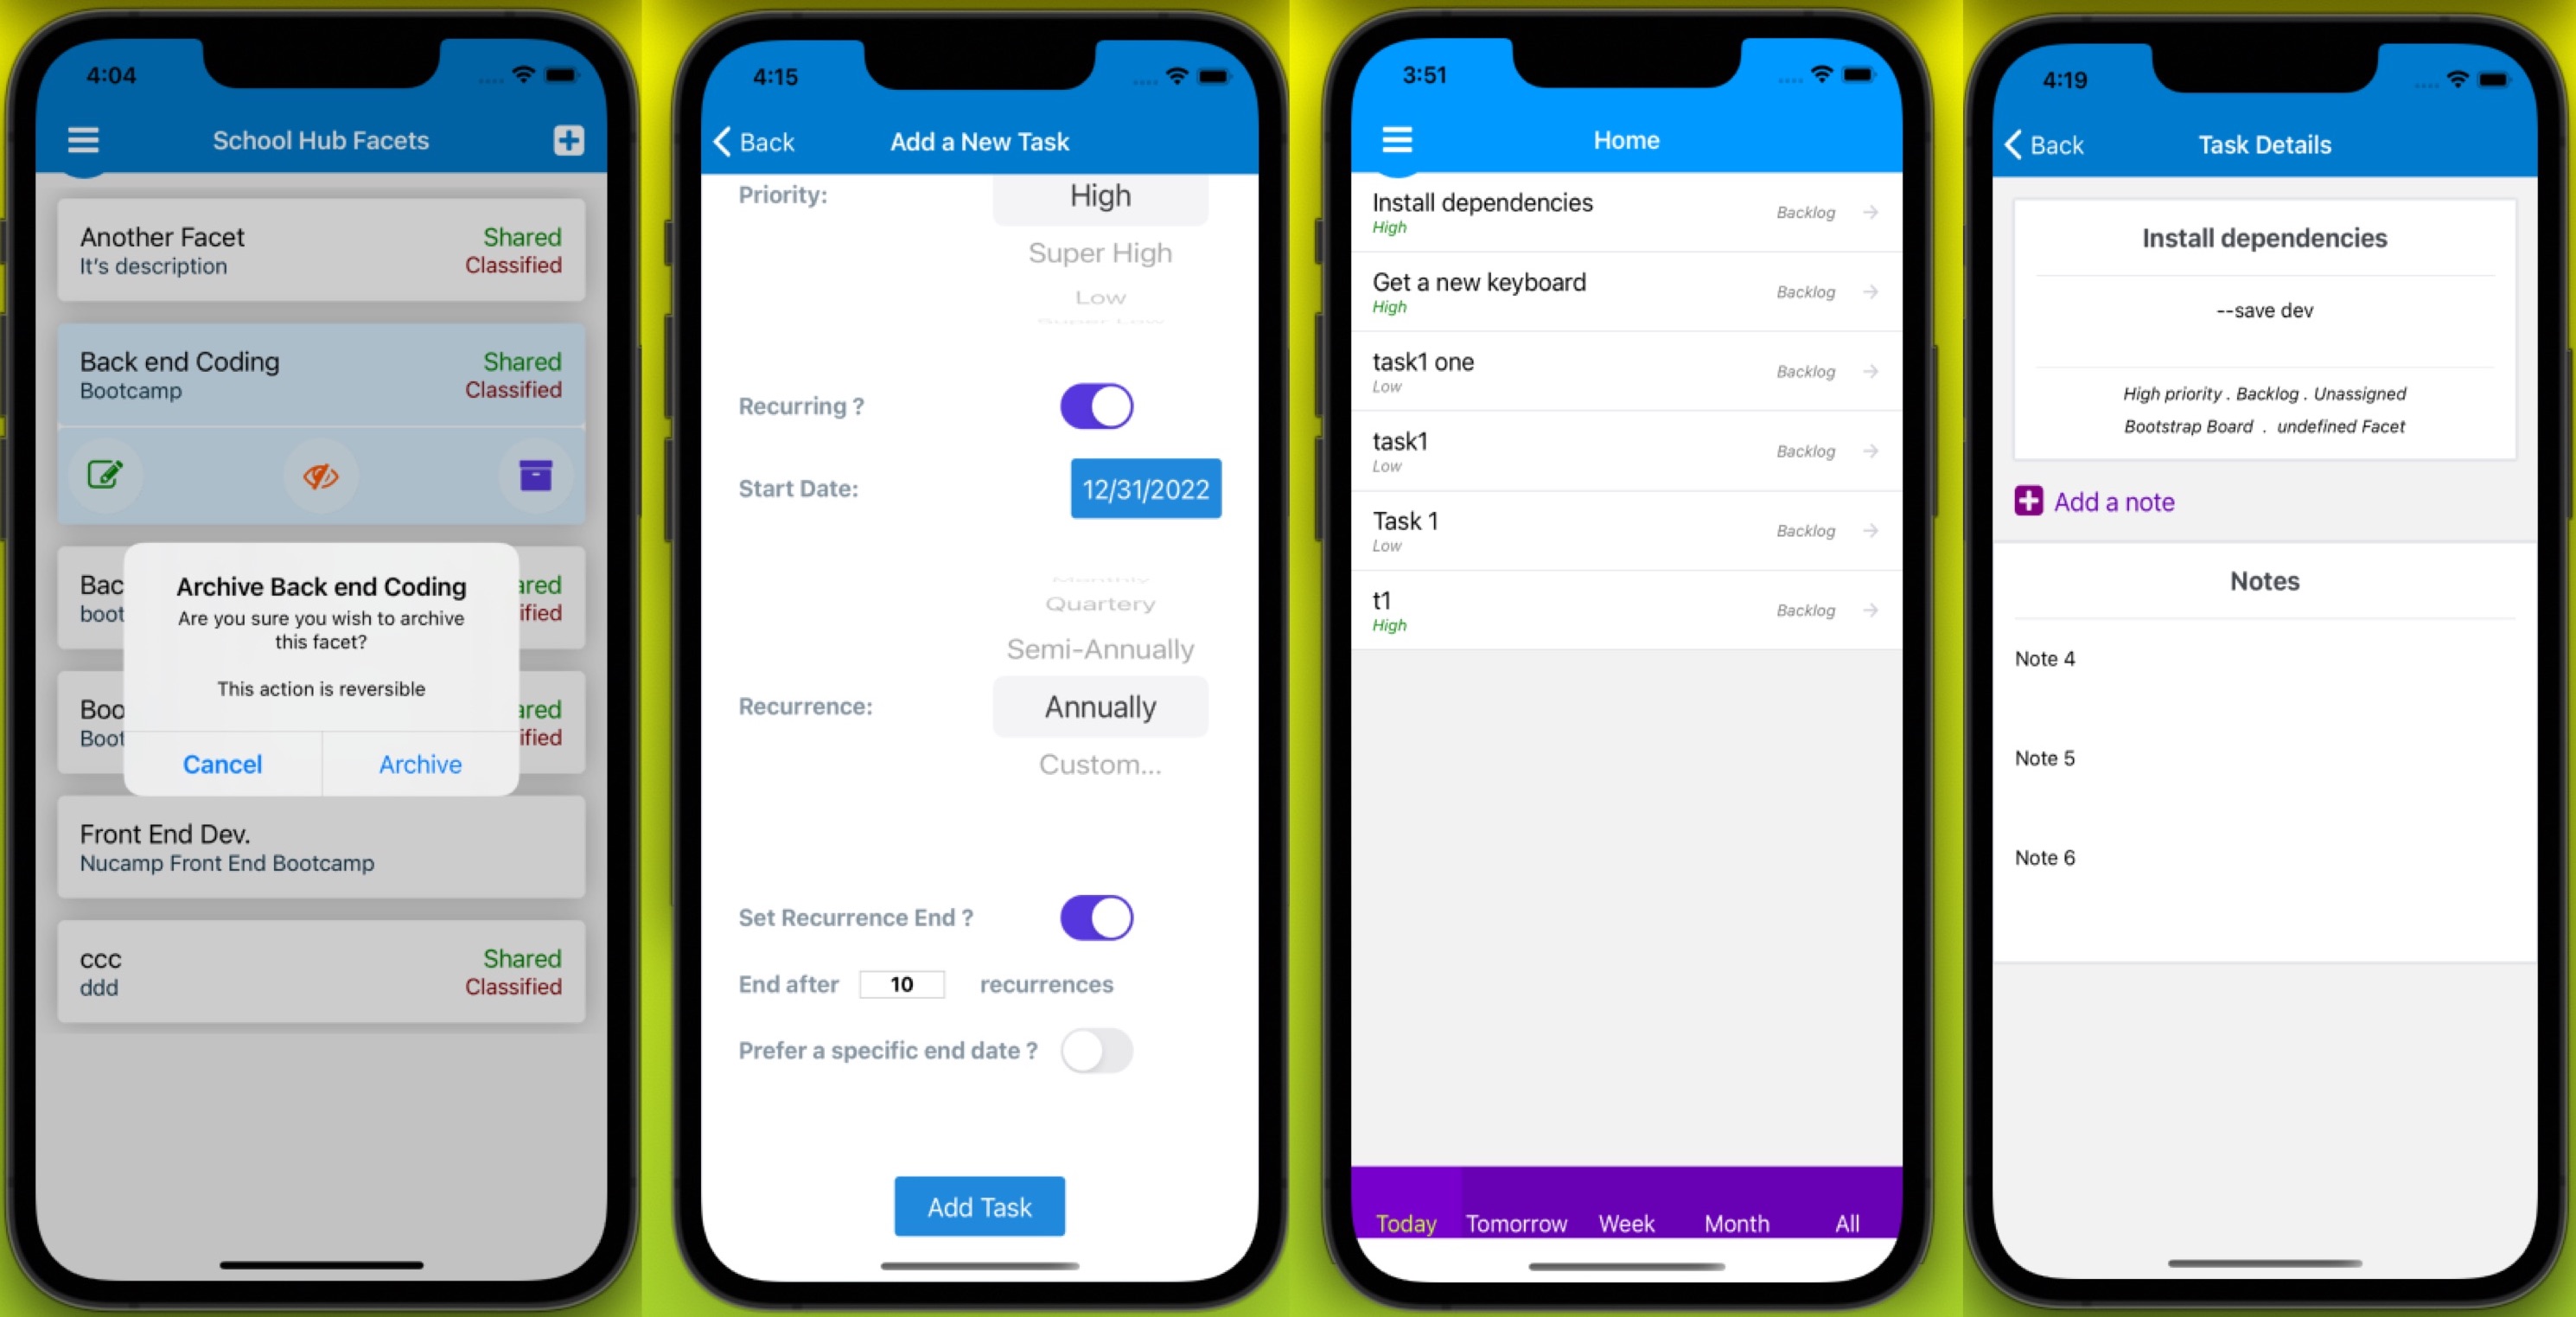 4:04
School Hub Facets
Another Facet
Shared
It's description
Classified
Back end Coding
Shared
Bootcamp
Classified
Bac
ared
boot
ified
Archive Back end Coding
Are you sure you wish to archive
this facet?
This action is reversible
Cancel
Archive
Boo
ared
Boot
ified
Front End Dev.
Nucamp Front End Bootcamp
ccc
Shared
ddd
Classified
4:15
Back
Add a New Task
Priority:
High
Super High
Low
Super Low
Recurring ?
Start Date:
12/31/2022
Monthly
Quartery
Semi-Annually
Recurrence:
Annually
Custom...
Set Recurrence End ?
End after 10 recurrences
Prefer a specific end date ?
Add Task
3:51
Home
Install dependencies
High
Backlog
Get a new keyboard
High
Backlog
task1 one
Low
Backlog
task1
Low
Backlog
Task 1
Low
Backlog
t1
High
Backlog
Today Tomorrow Week Month All
4:19
Back
Task Details
Install dependencies
--save dev
High priority . Backlog . Unassigned
Bootstrap Board . undefined Facet
Add a note
Notes
Note 4
Note 5
Note 6